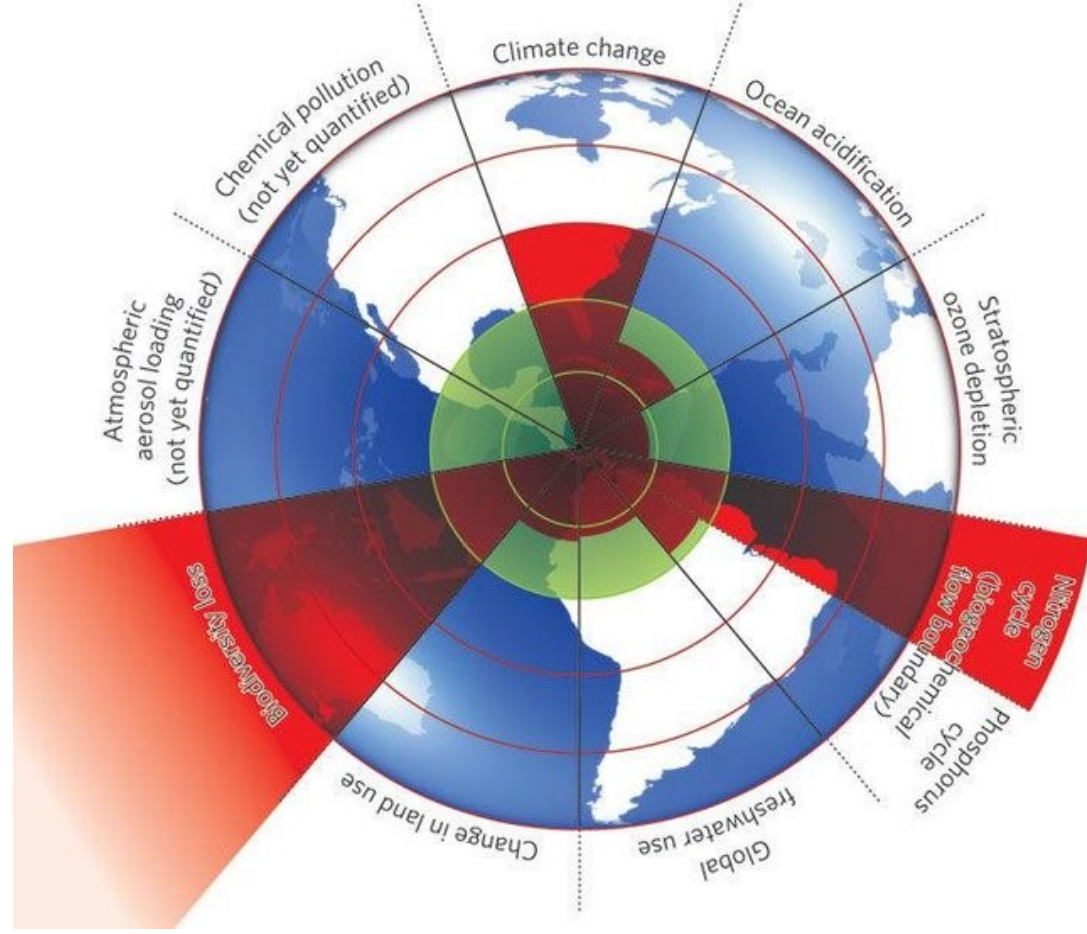 Climate change
Ocean acidification
Stratospheric
ozone depletion
Nitrogen
cycle
(biogeochemical
flow boundary)
Phosphorus
cycle
Global
freshwater use
Change in land use
Biodiversity loss
Atmospheric
aerosol loading
(not yet quantified)
Chemical pollution
(not yet quantified)